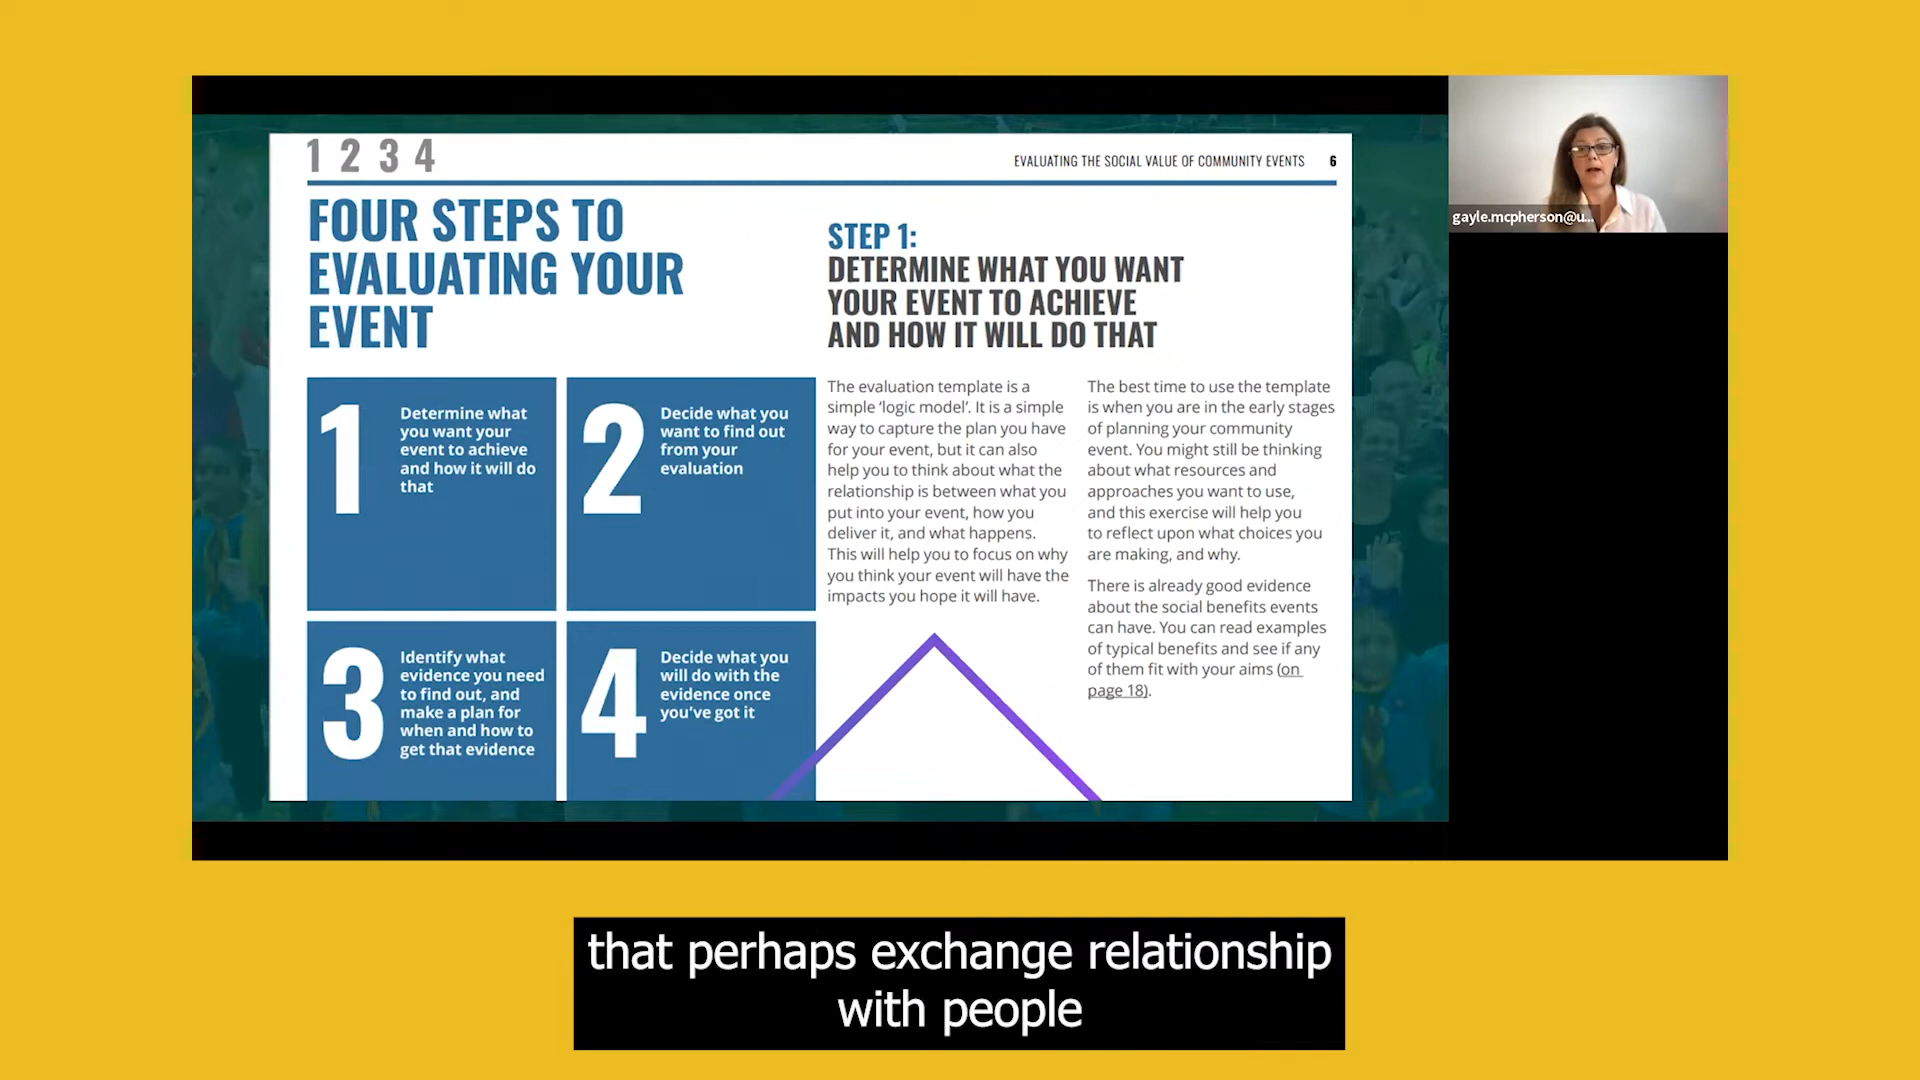 1 2 3 4
EVALUATING THE SOCIAL VALUE OF COMMUNITY EVENTS 6
FOUR STEPS TO
EVALUATING YOUR
EVENT
1
Determine what
you want your
event to achieve
and how it will do
that
2
Decide what you
want to find out
from your
evaluation
3
Identify what
evidence you need
to find out, and
make a plan for
when and how to
get that evidence
4
Decide what you
will do with the
evidence once
you've got it
STEP 1:
DETERMINE WHAT YOU WANT
YOUR EVENT TO ACHIEVE
AND HOW IT WILL DO THAT
The evaluation template is a
simple ‘logic model’. It is a simple
way to capture the plan you have
for your event, but it can also
help you to think about what the
relationship is between what you
put into your event, how you
deliver it, and what happens.
This will help you to focus on why
you think your event will have the
impacts you hope it will have.
The best time to use the template
is when you are in the early stages
of planning your community
event. You might still be thinking
about what resources and
approaches you want to use,
and this exercise will help you
to reflect upon what choices you
are making, and why.
There is already good evidence
about the social benefits events
can have. You can read examples
of typical benefits and see if any
of them fit with your aims (on
page 18).
gayle.mcpherson@u...
that perhaps exchange relationship
with people